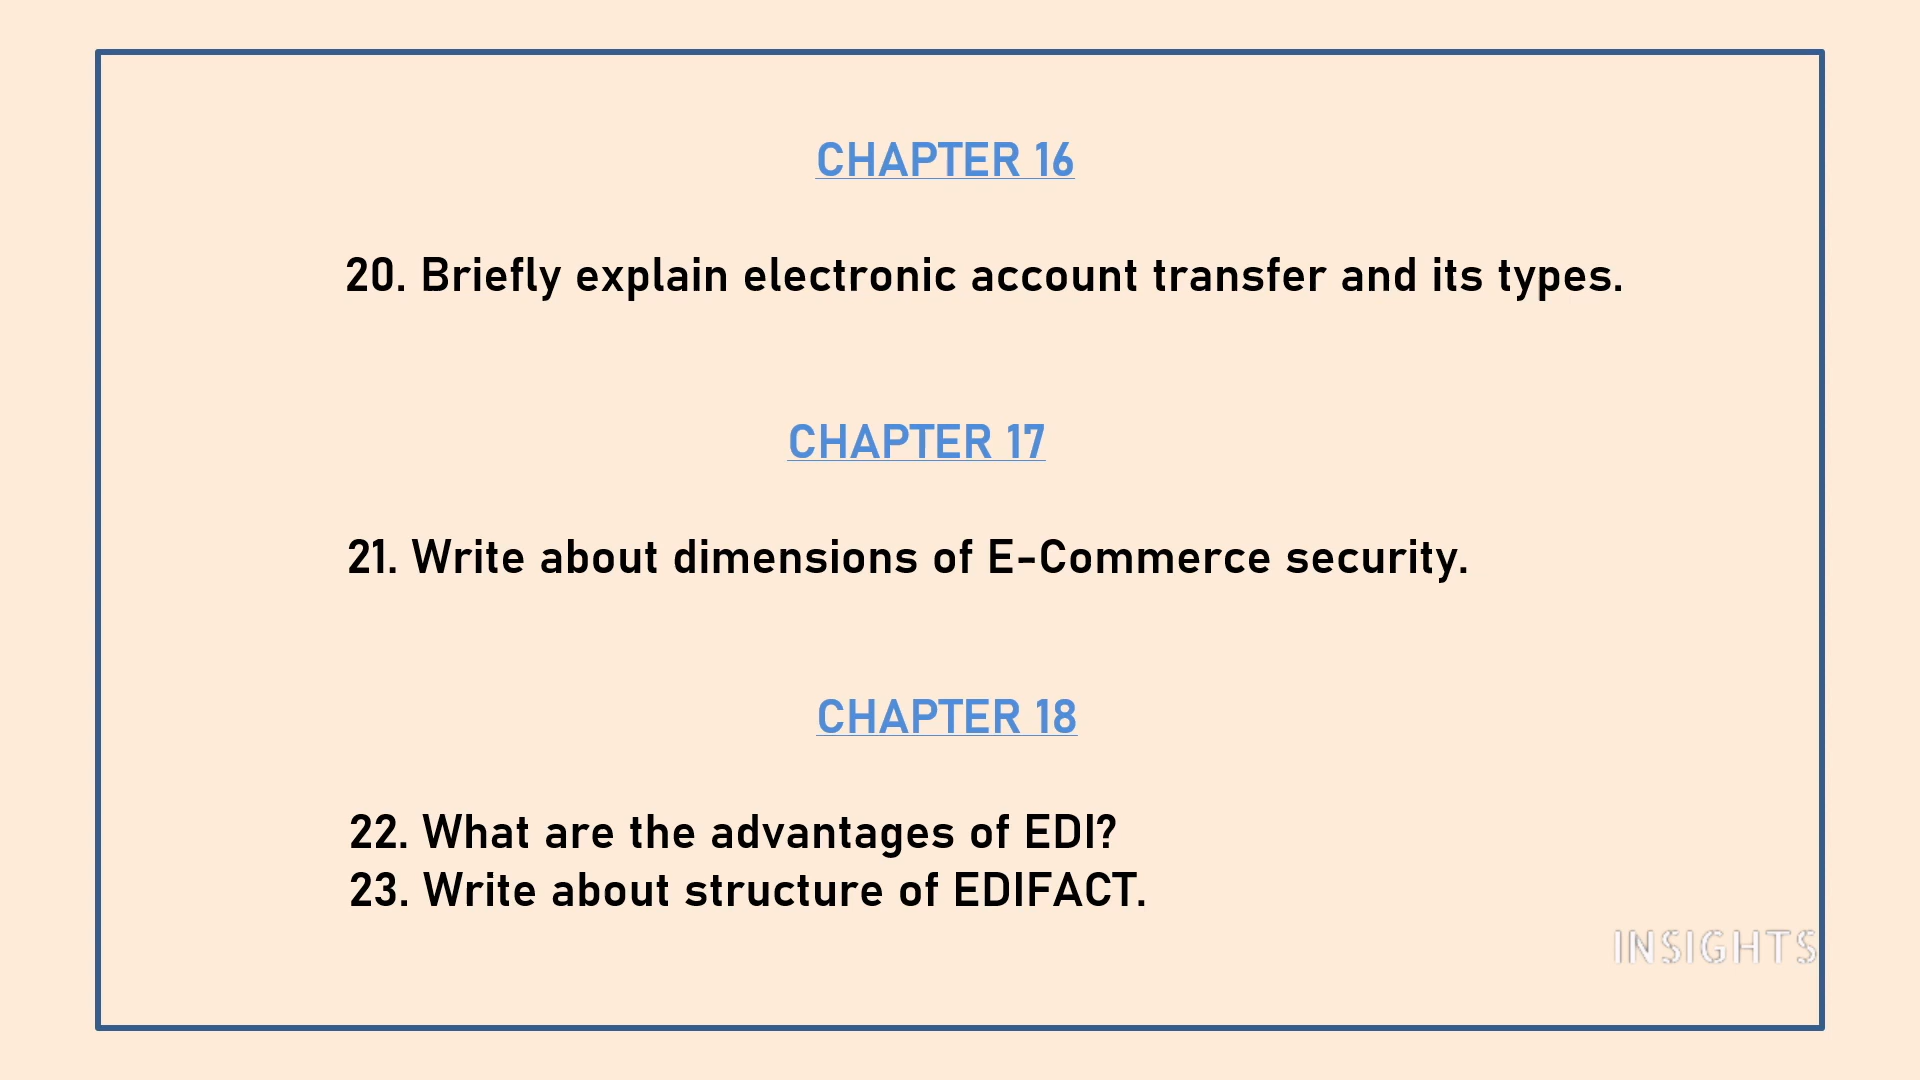 CHAPTER 16
20. Briefly explain electronic account transfer and its types.
CHAPTER 17
21. Write about dimensions of E-Commerce security.
CHAPTER 18
22. What are the advantages of EDI?
23. Write about structure of EDIFACT.
INSIGHTS